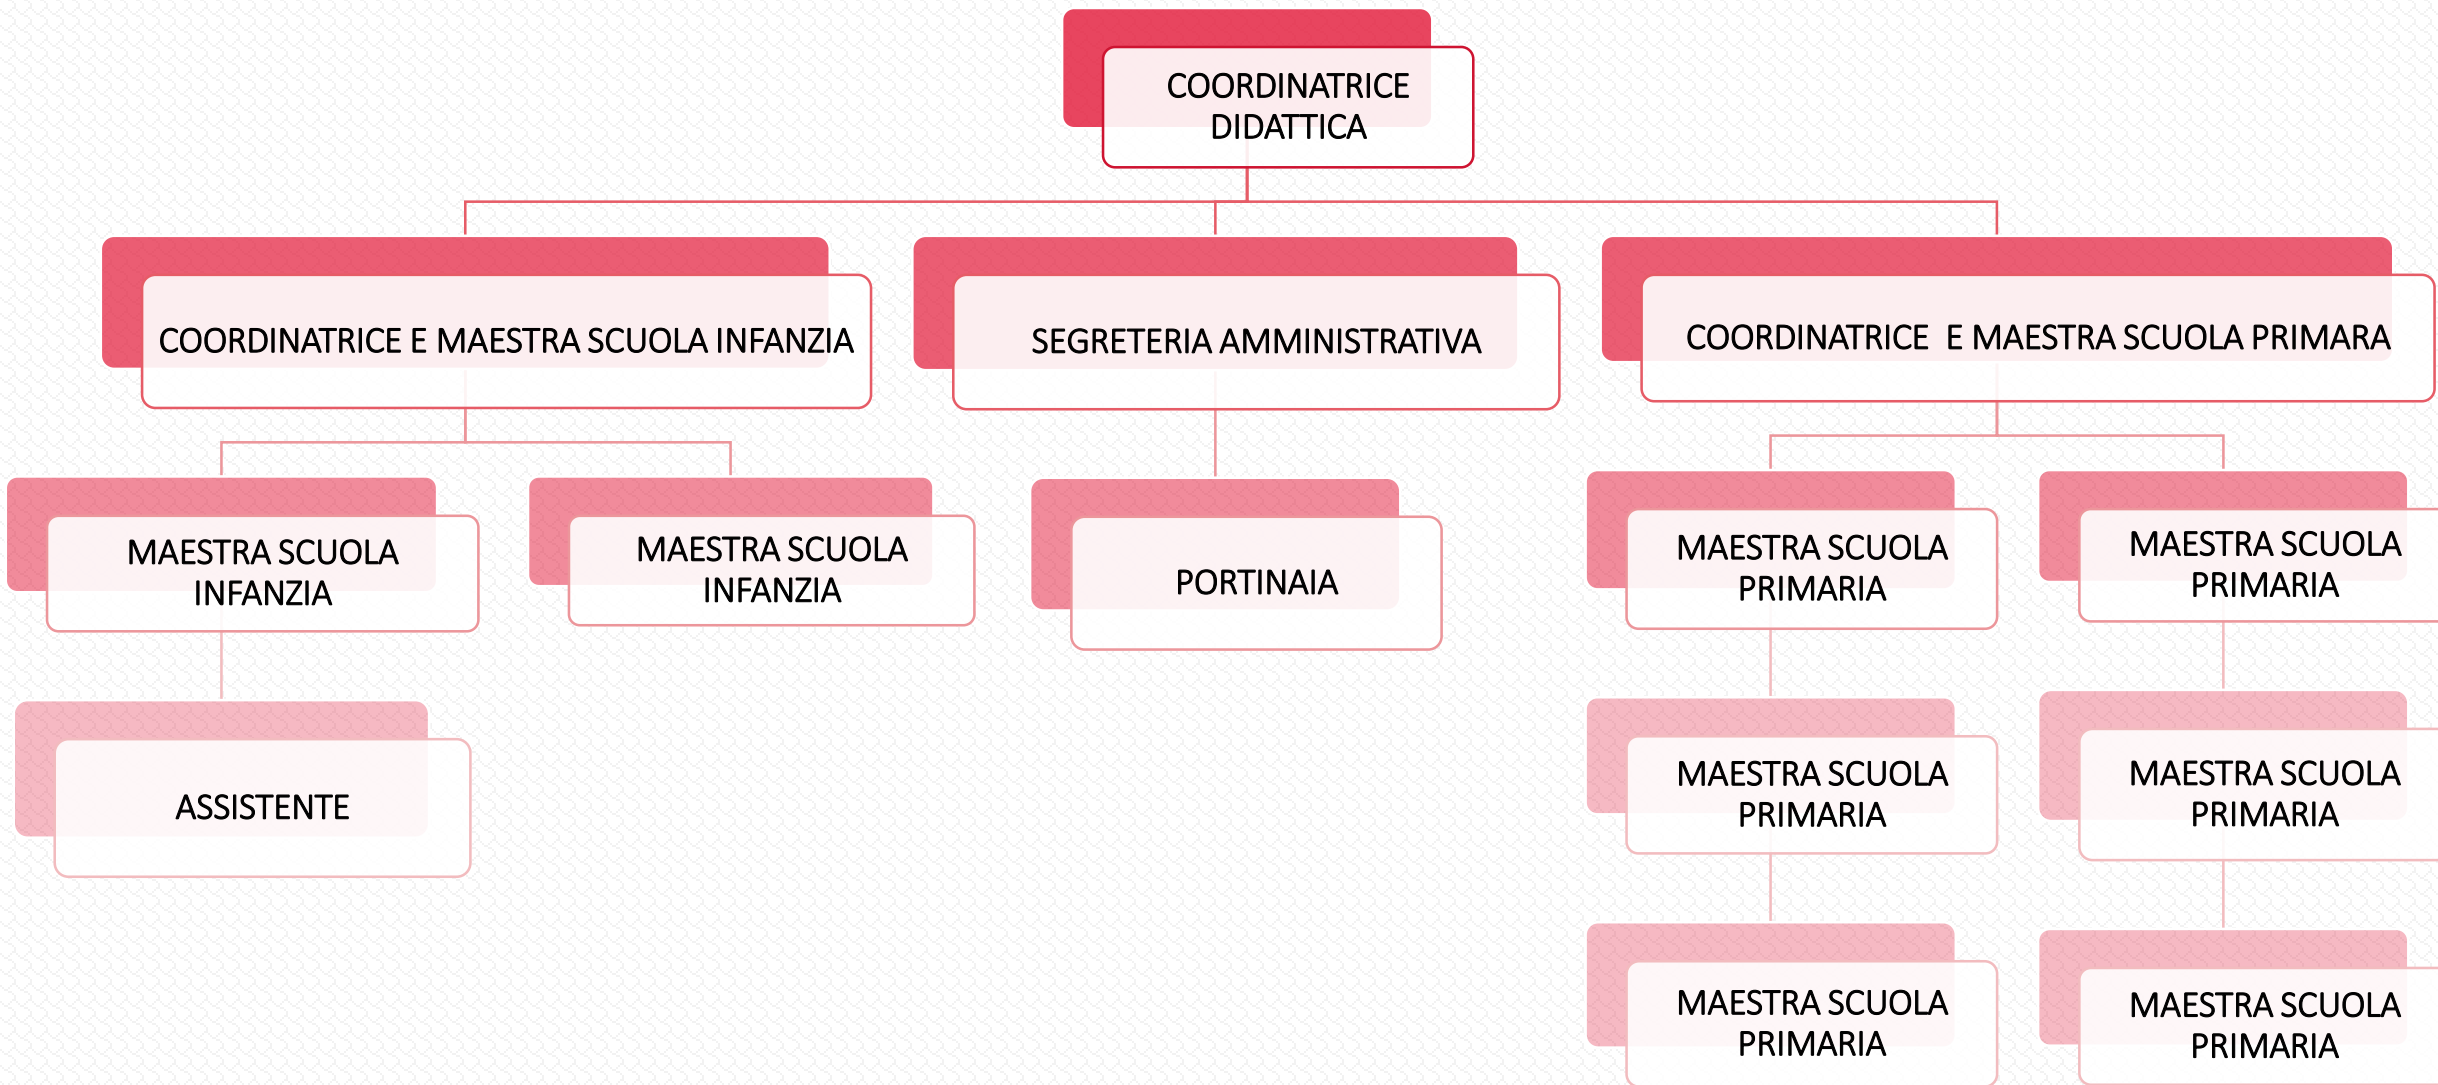 COORDINATRICE
DIDATTICA
COORDINATRICE E MAESTRA SCUOLA INFANZIA
SEGRETERIA AMMINISTRATIVA
COORDINATRICE  E MAESTRA SCUOLA PRIMARA
MAESTRA SCUOLA
INFANZIA
MAESTRA SCUOLA
INFANZIA
PORTINAIA
MAESTRA SCUOLA
PRIMARIA
MAESTRA SCUOLA
PRIMARIA
ASSISTENTE
MAESTRA SCUOLA
PRIMARIA
MAESTRA SCUOLA
PRIMARIA
MAESTRA SCUOLA
PRIMARIA
MAESTRA SCUOLA
PRIMARIA